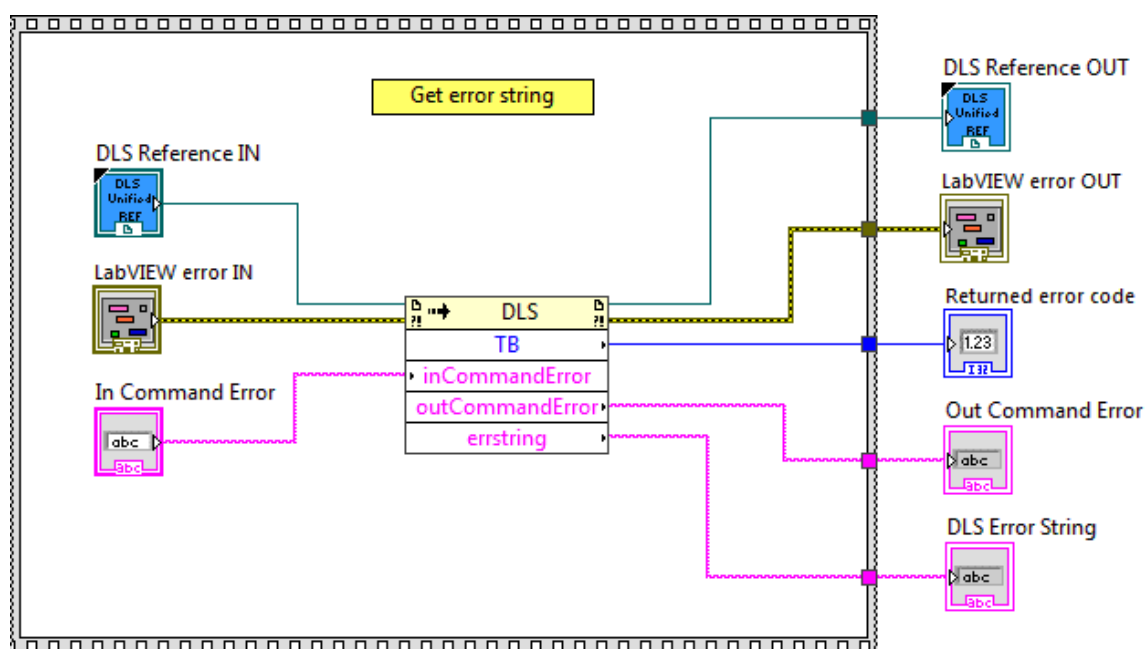 Get error string
DLS Reference IN
DLS
Unified
REF
LabVIEW error IN
?!
In Command Error
abc
abc
DLS
?!
?!
TB
inCommandError
outCommandError
errstring
DLS Reference OUT
DLS
Unified
REF
LabVIEW error OUT
?!
Returned error code
1.23
I32
Out Command Error
abc
abc
DLS Error String
abc
abc